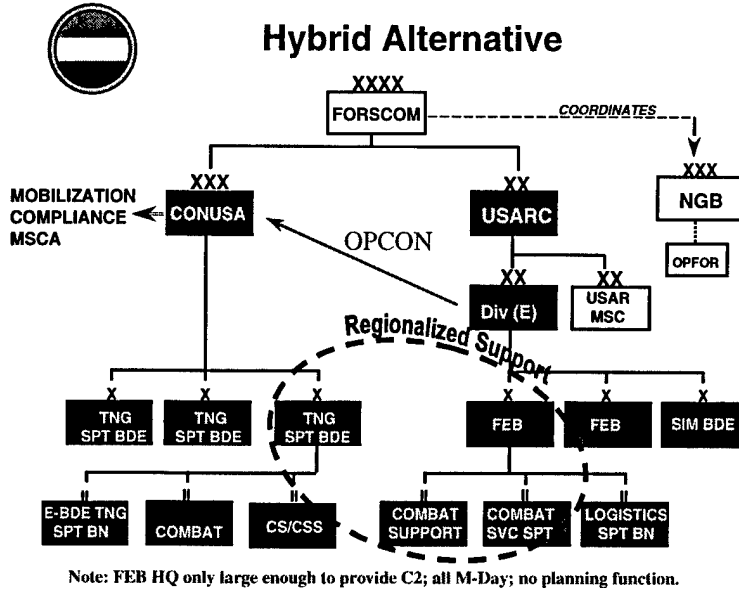 Hybrid Alternative
XXXX
FORSCOM
COORDINATES
XXX
NGB
OPFOR
XXX
CONUSA
MOBILIZATION
COMPLIANCE
MSCA
XX
USARC
OPCON
XX
Div (E)
XX
USAR
MSC
Regionalized Support
X
TNG
SPT BDE
X
TNG
SPT BDE
X
TNG
SPT BDE
X
FEB
X
FEB
X
SIM BDE
II
E-BDE TNG
SPT BN
II
COMBAT
II
CS/CSS
II
COMBAT
SUPPORT
II
COMBAT
SVC SPT
II
LOGISTICS
SPT BN
Note: FEB HQ only large enough to provide C2; all M-Day; no planning function.